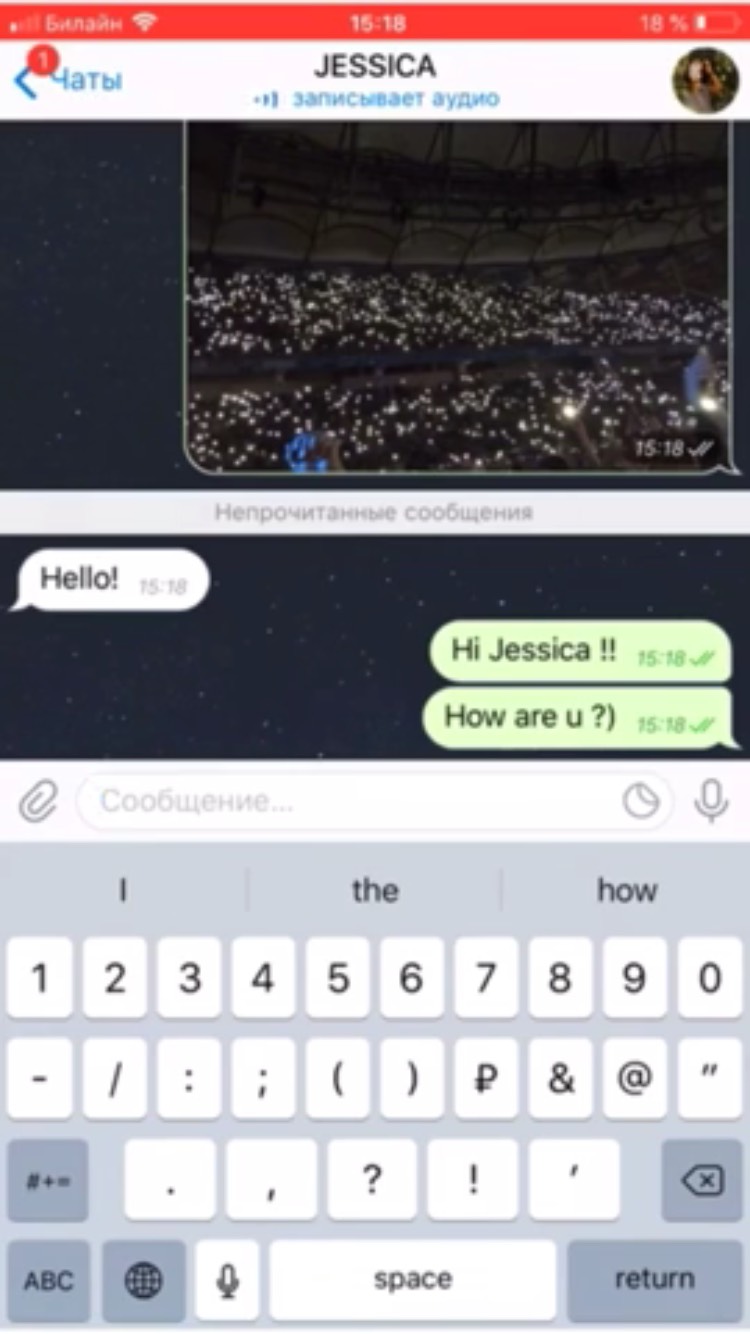 Билайн 15:18 18 %
1
Чаты JESSICA
записывает аудио
15:18
Непрочитанные сообщения
Hello! 15:18
Hi Jessica !! 15:18
How are u ?) 15:18
Сообщение...
I the how
1 2 3 4 5 6 7 8 9 0
- / : ; ( ) ₽ & @ "
#+= . , ? ! '
ABC space return